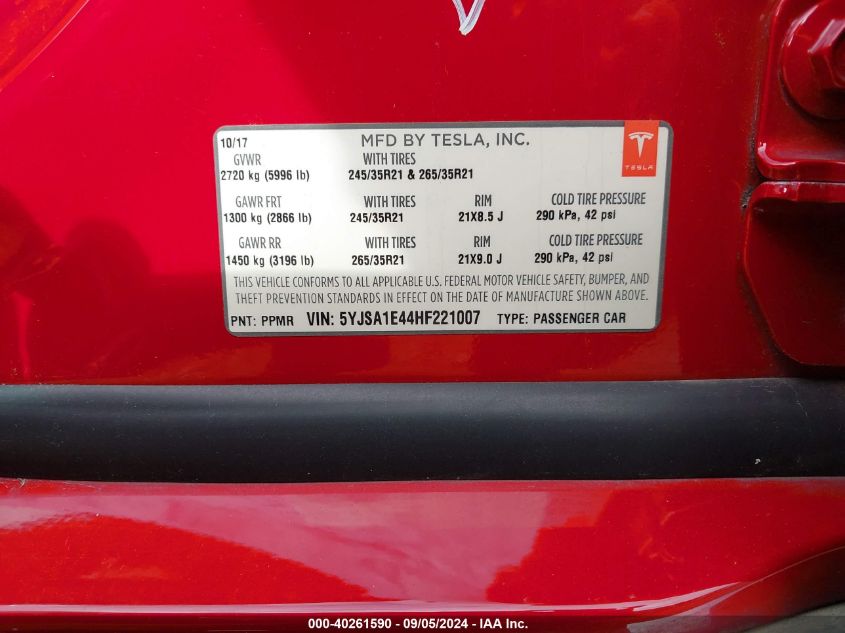 10/17 MFD BY TESLA, INC.
TESLA
GVWR WITH TIRES
2720 kg (5996 lb) 245/35R21 & 265/35R21
GAWR FRT WITH TIRES RIM COLD TIRE PRESSURE
1300 kg (2866 lb) 245/35R21 21X8.5 J 290 kPa, 42 psi
GAWR RR WITH TIRES RIM COLD TIRE PRESSURE
1450 kg (3196 lb) 265/35R21 21X9.0 J 290 kPa, 42 psi
THIS VEHICLE CONFORMS TO ALL APPLICABLE U.S. FEDERAL MOTOR VEHICLE SAFETY, BUMPER, AND
THEFT PREVENTION STANDARDS IN EFFECT ON THE DATE OF MANUFACTURE SHOWN ABOVE.
PNT: PPMR VIN: 5YJSA1E44HF221007 TYPE: PASSENGER CAR
000-40261590 - 09/05/2024 - IAA Inc.